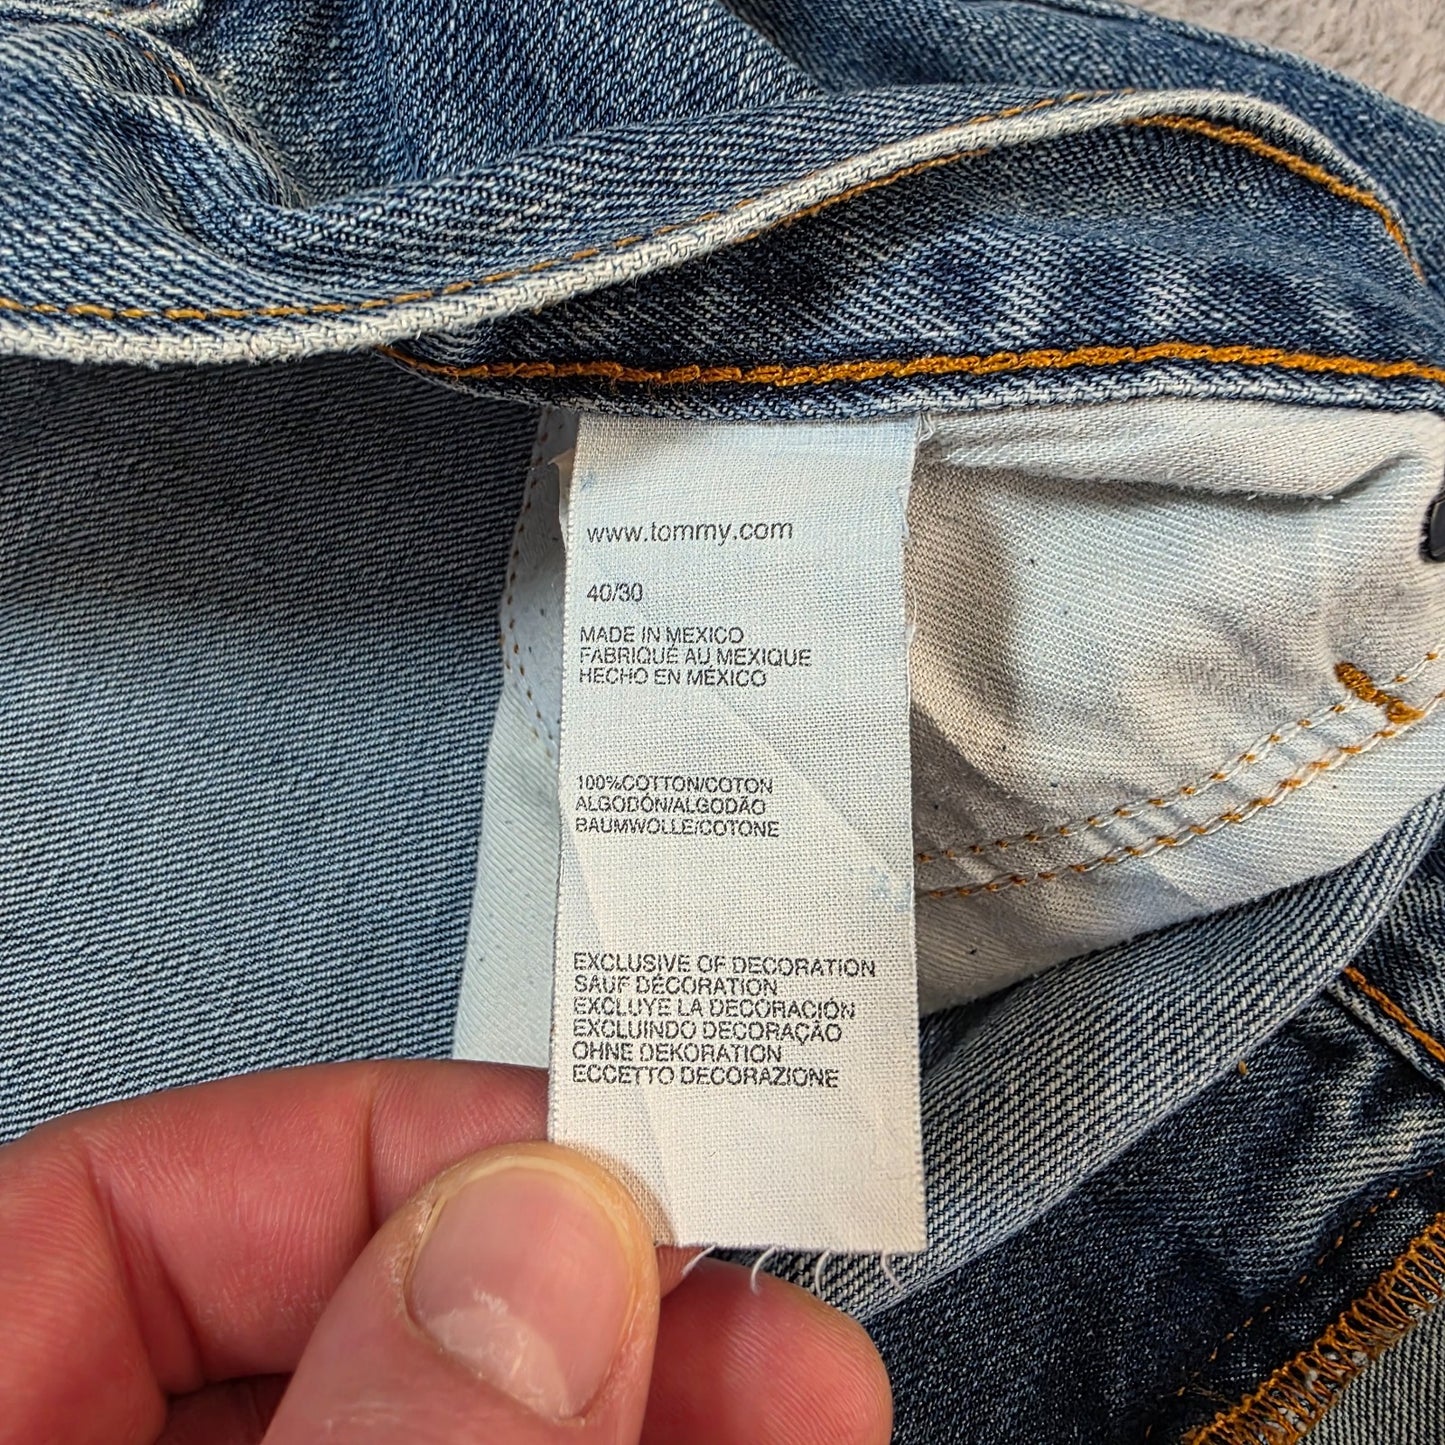 www.tommy.com
40/30
MADE IN MEXICO
FABRIQUÉ AU MEXIQUE
HECHO EN MÉXICO
100%COTTON/COTON
ALGODÓN/ALGODÃO
BAUMWOLLE/COTONE
EXCLUSIVE OF DECORATION
SAUF DÉCORATION
EXCLUYE LA DECORACIÓN
EXCLUINDO DECORAÇÃO
OHNE DEKORATION
ECCETTO DECORAZIONE